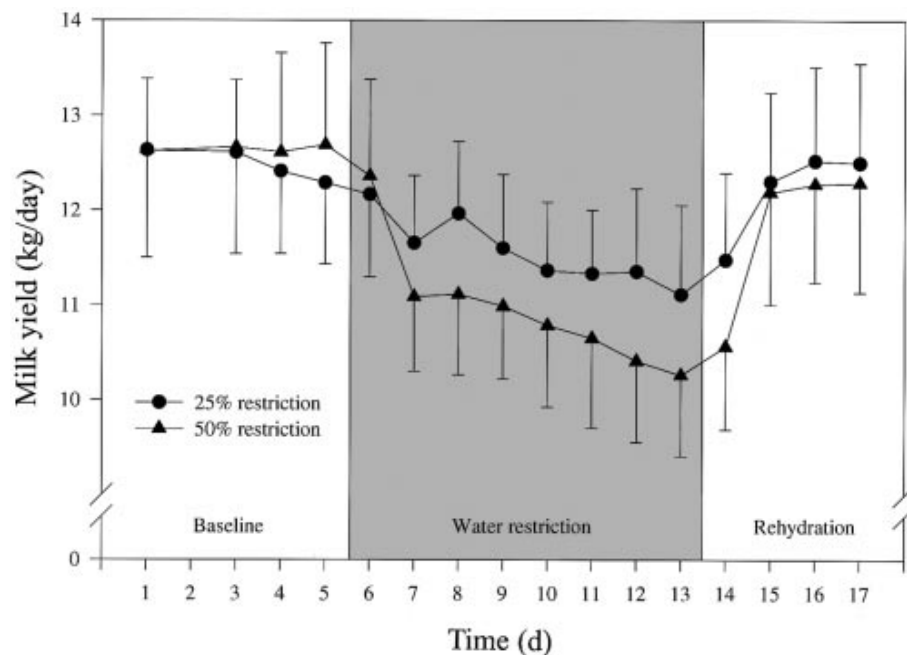 14
13
12
11
10
0
Milk yield (kg/day)
25% restriction
50% restriction
Baseline
Water restriction
Rehydration
1 2 3 4 5 6 7 8 9 10 11 12 13 14 15 16 17
Time (d)